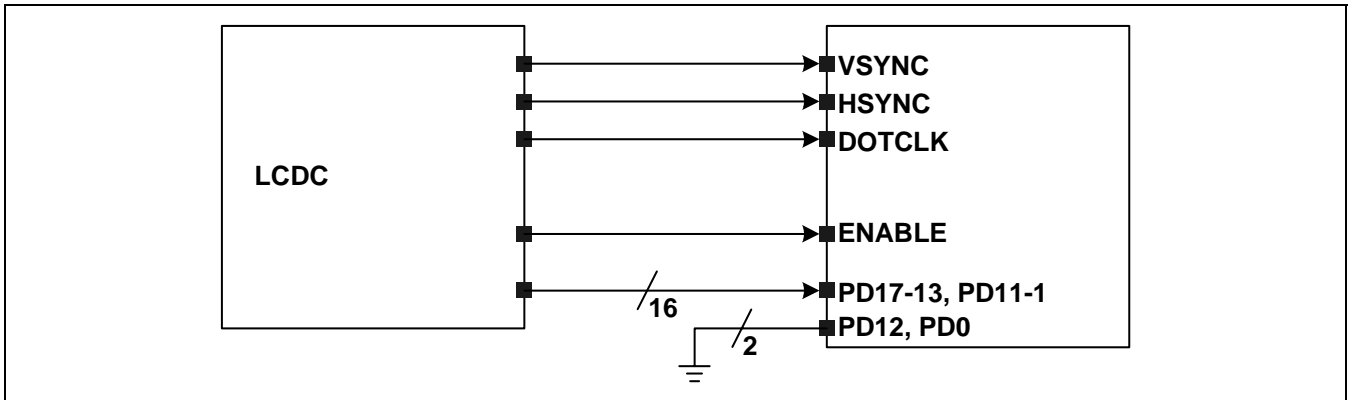 LCDC
VSYNC
HSYNC
DOTCLK
ENABLE
16
PD17-13, PD11-1
2
PD12, PD0